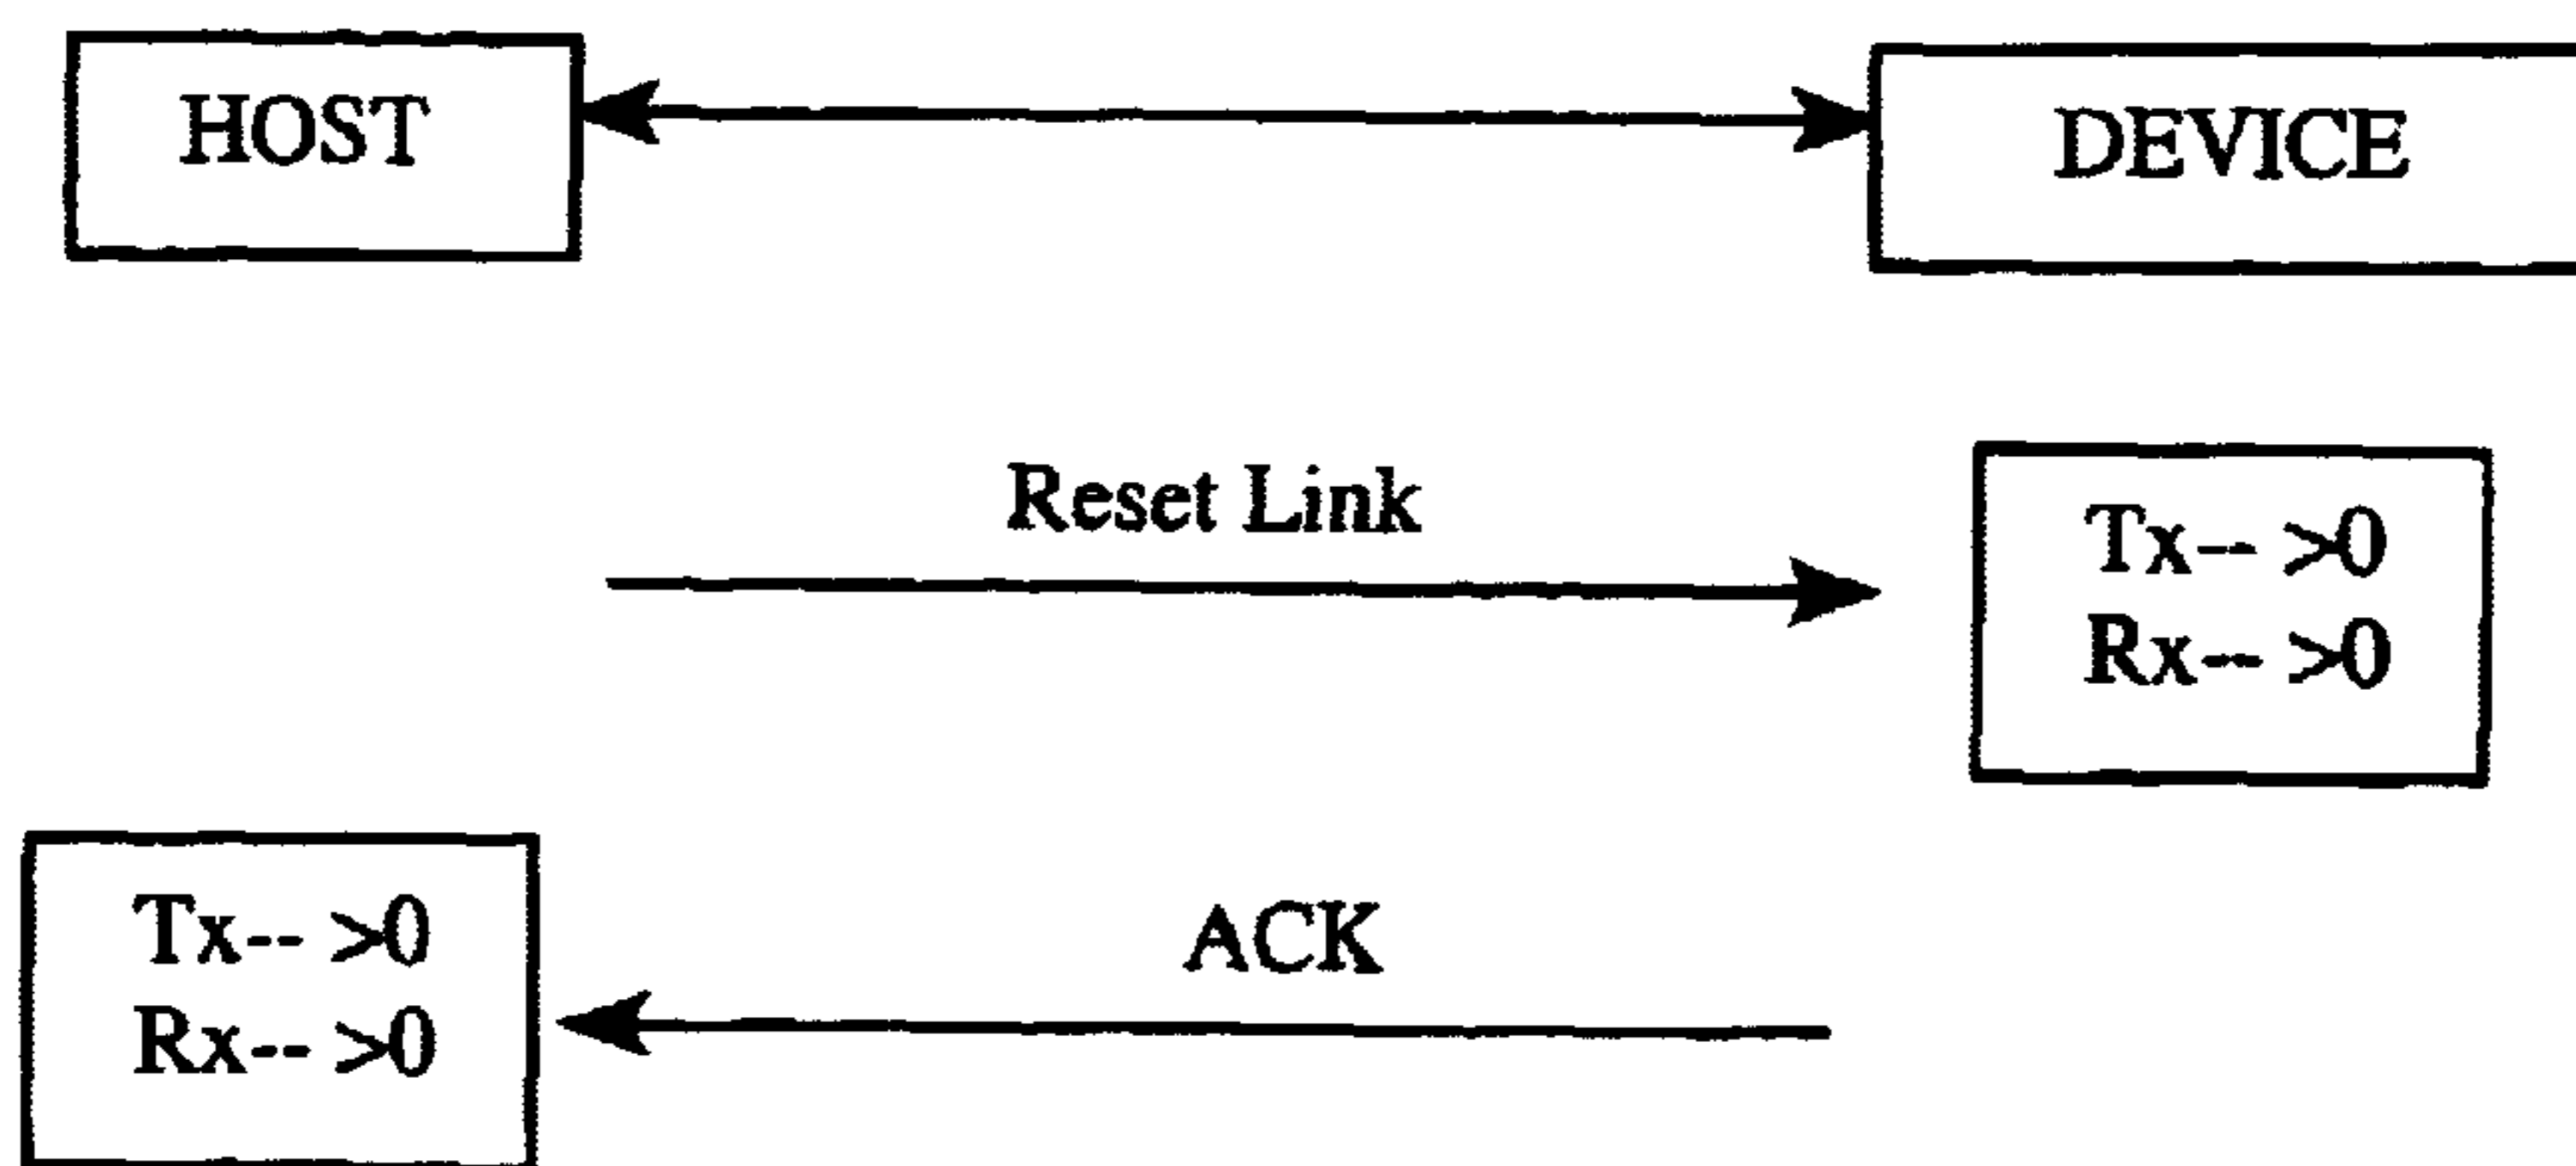 HOST
DEVICE
Reset Link
Tx-- >0
Rx-- >0
ACK
Tx-- >0
Rx-- >0